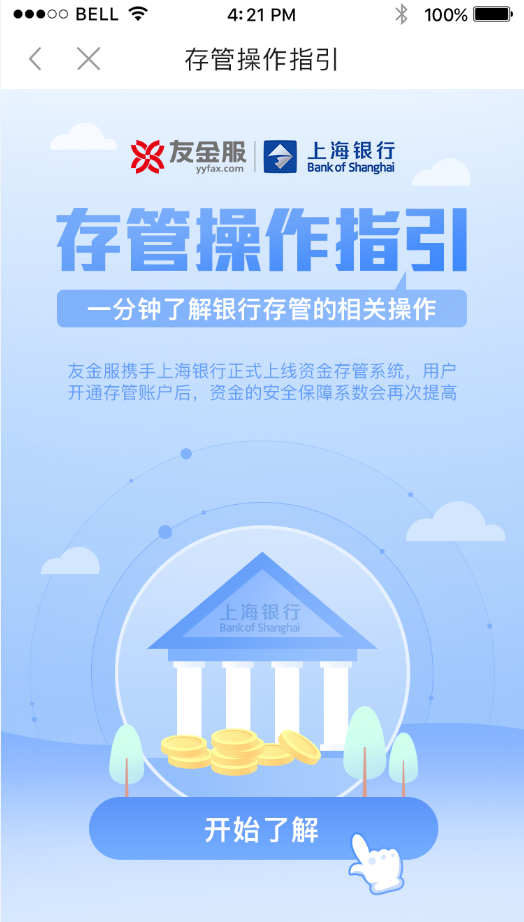 BELL 4:21 PM 100%
存管操作指引
友金服 上海银行
yyfax.com Bank of Shanghai
存管操作指引
一分钟了解银行存管的相关操作
友金服携手上海银行正式上线资金存管系统，用户
开通存管账户后，资金的安全保障系数会再次提高
上海银行
Bank of Shanghai
开始了解